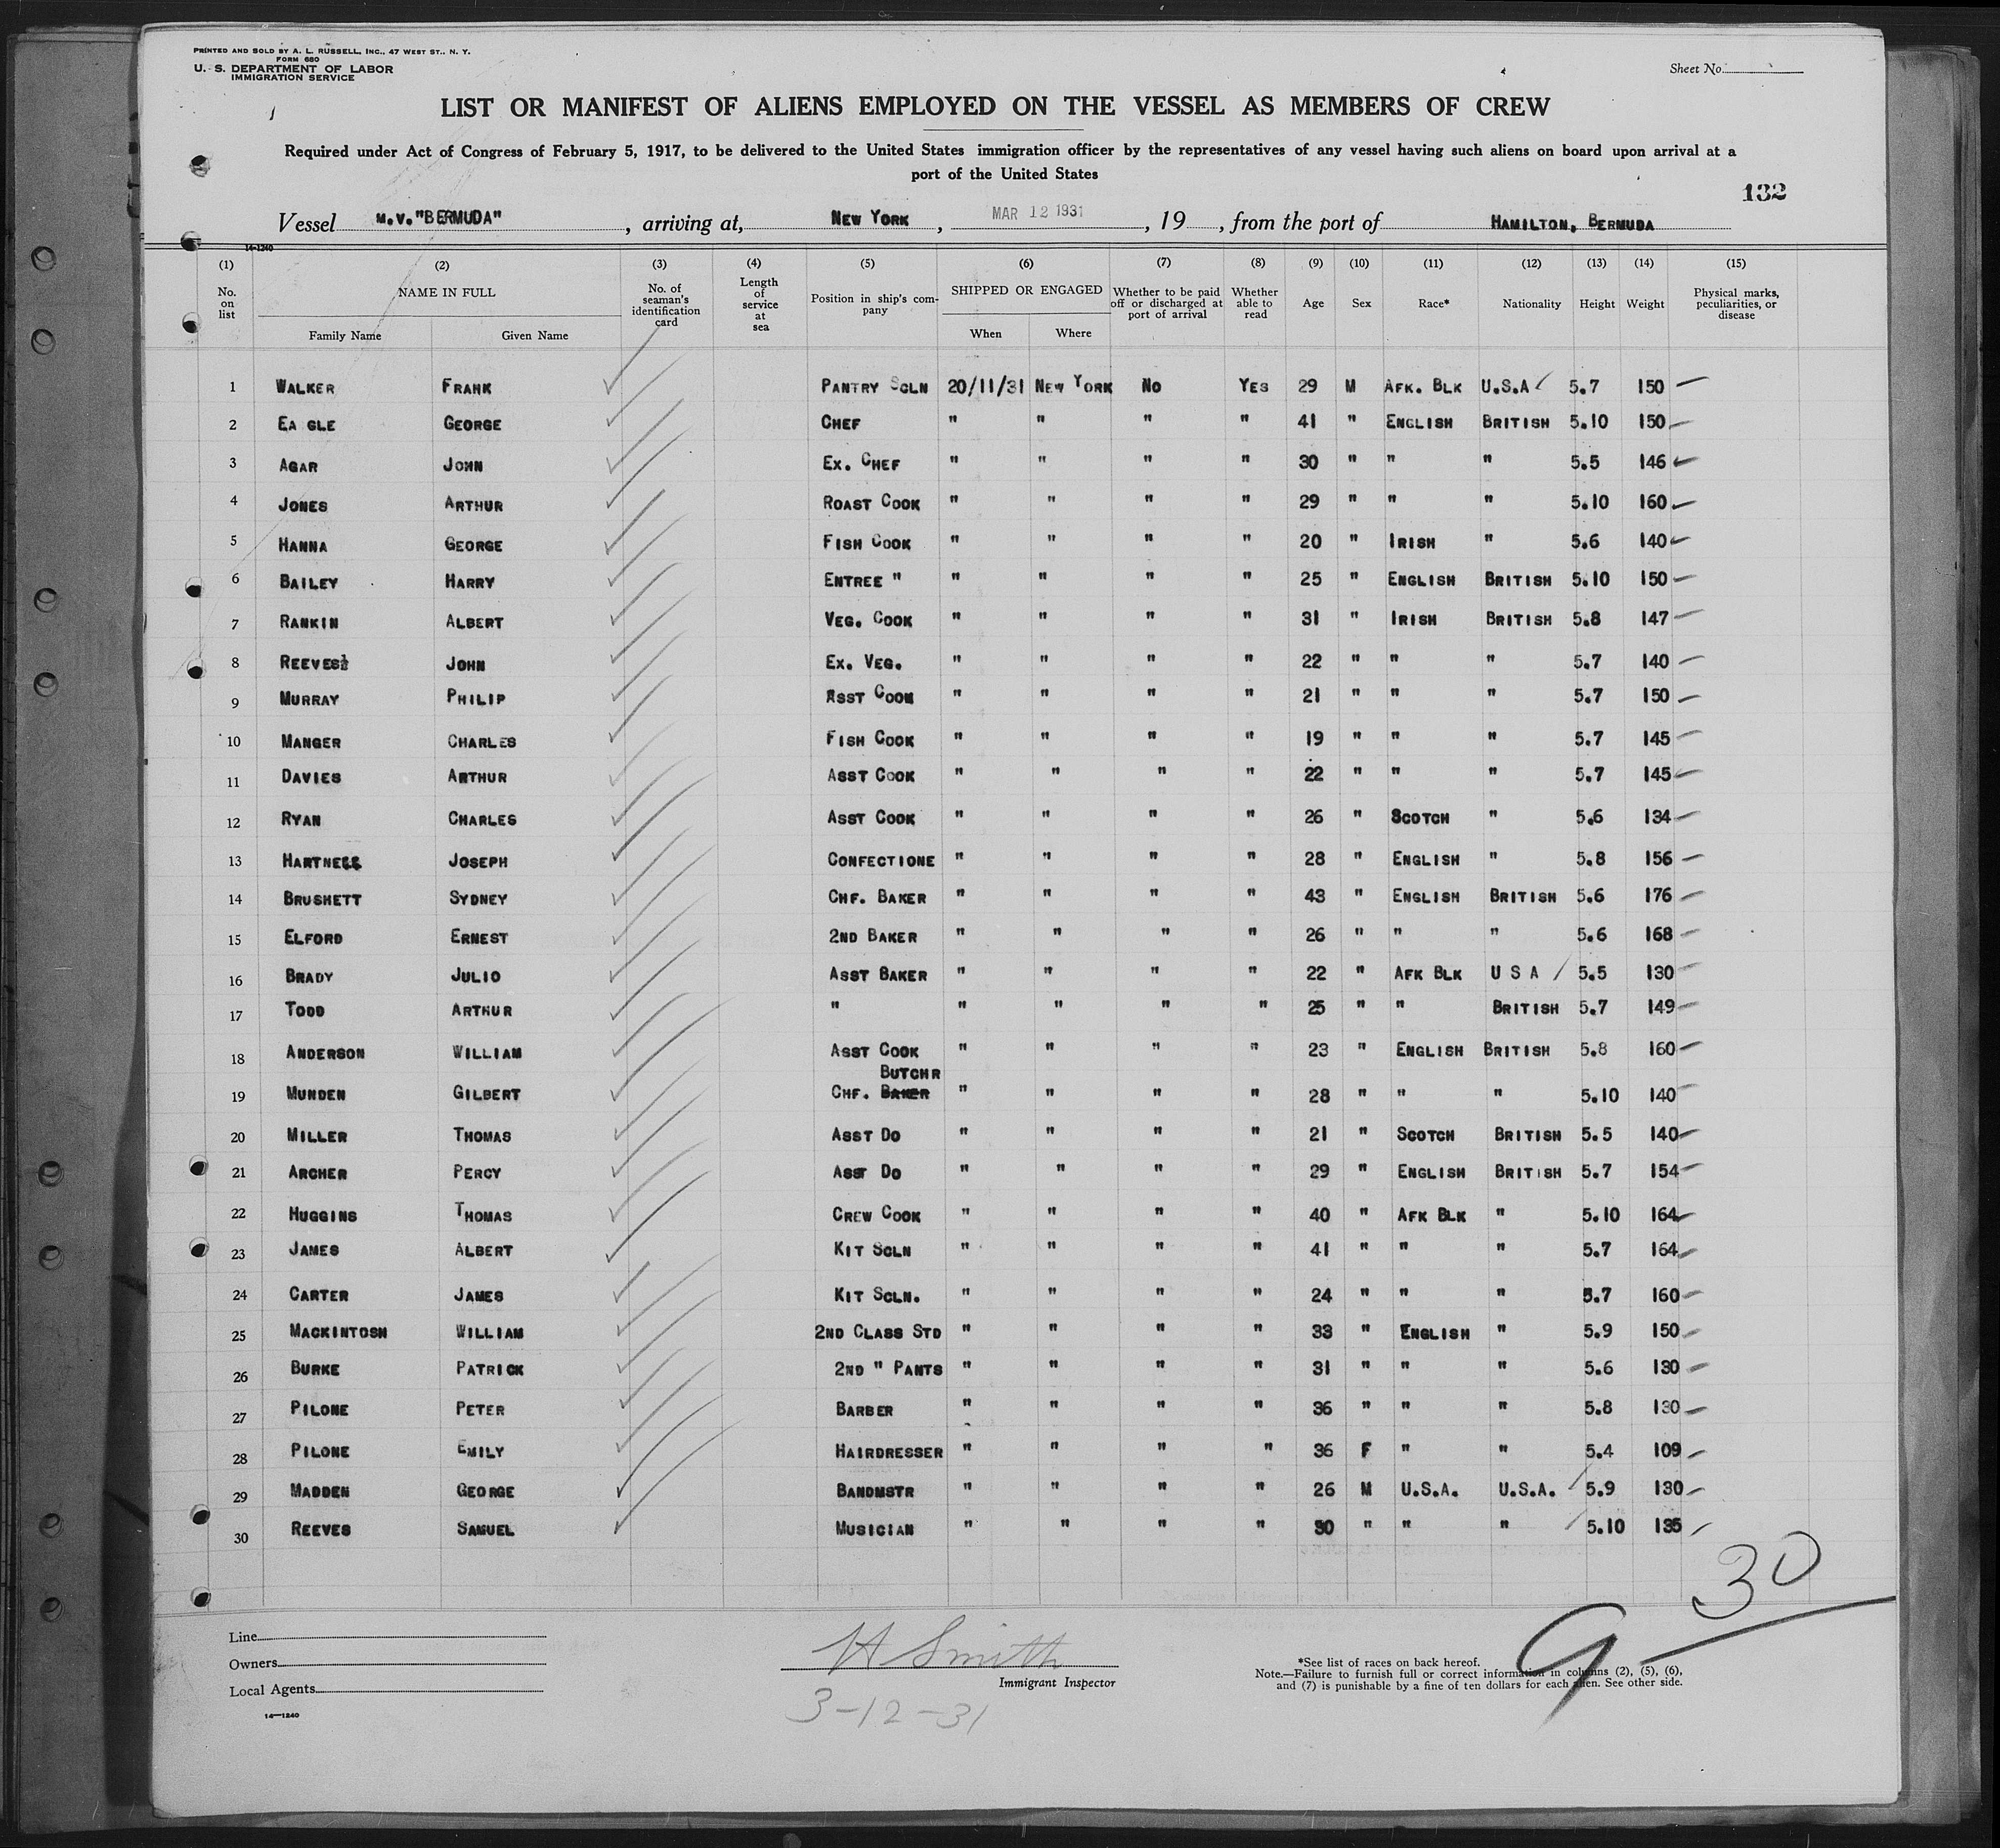 PRINTED AND SOLD BY A. L. RUSSELL, INC., 47 WEST ST., N. Y.
FORM 680
U. S. DEPARTMENT OF LABOR
IMMIGRATION SERVICE
Sheet No.
LIST OR MANIFEST OF ALIENS EMPLOYED ON THE VESSEL AS MEMBERS OF CREW
Required under Act of Congress of February 5, 1917, to be delivered to the United States immigration officer by the representatives of any vessel having such aliens on board upon arrival at a
port of the United States
132
Vessel M.V."BERMUDA", arriving at, NEW YORK, MAR 12 1931, 19, from the port of HAMILTON, BERMUDA
14-1240
(1) (2) (3) (4) (5) (6) (7) (8) (9) (10) (11) (12) (13) (14) (15)
No. on list NAME IN FULL Family Name Given Name No. of seaman's identification card Length of service at sea Position in ship's company SHIPPED OR ENGAGED When Where Whether to be paid off or discharged at port of arrival Whether able to read Age Sex Race* Nationality Height Weight Physical marks, peculiarities, or disease
1 WALKER FRANK PANTRY SCLN 20/11/31 NEW YORK NO YES 29 M AFK. BLK U.S.A 5.7 150
2 EA GLE GEORGE CHEF " " " " 41 " ENGLISH BRITISH 5.10 150
3 AGAR JOHN EX. CHEF " " " " 30 " " " 5.5 146
4 JONES ARTHUR ROAST COOK " " " " 29 " " " 5.10 160
5 HANNA GEORGE FISH COOK " " " " 20 " IRISH " 5.6 140
6 BAILEY HARRY ENTREE " " " " " 25 " ENGLISH BRITISH 5.10 150
7 RANKIN ALBERT VEG. COOK " " " " 31 " IRISH BRITISH 5.8 147
8 REEVES JOHN EX. VEG. " " " " 22 " " " 5.7 140
9 MURRAY PHILIP ASST COOK " " " " 21 " " " 5.7 150
10 MANGER CHARLES FISH COOK " " " " 19 " " " 5.7 145
11 DAVIES ARTHUR ASST COOK " " " " 22 " " " 5.7 145
12 RYAN CHARLES ASST COOK " " " " 26 " SCOTCH " 5.6 134
13 HARTNESS JOSEPH CONFECTIONE " " " " 28 " ENGLISH " 5.8 156
14 BRUSHETT SYDNEY CHF. BAKER " " " " 43 " ENGLISH BRITISH 5.6 176
15 ELFORD ERNEST 2ND BAKER " " " " 26 " " " 5.6 168
16 BRADY JULIO ASST BAKER " " " " 22 " AFK BLK U S A 5.5 130
17 TODD ARTHUR " " " " " 25 " " BRITISH 5.7 149
18 ANDERSON WILLIAM ASST COOK " " " " 23 " ENGLISH BRITISH 5.8 160
BUTCHR
19 MUNDEN GILBERT CHF. BAKER " " " " 28 " " " 5.10 140
20 MILLER THOMAS ASST DO " " " " 21 " SCOTCH BRITISH 5.5 140
21 ARCHER PERCY ASST DO " " " " 29 " ENGLISH BRITISH 5.7 154
22 HUGGINS THOMAS CREW COOK " " " " 40 " AFK BLK " 5.10 164
23 JAMES ALBERT KIT SCLN " " " " 41 " " " 5.7 164
24 CARTER JAMES KIT SCLN. " " " " 24 " " " 5.7 160
25 MACKINTOSH WILLIAM 2ND CLASS STD " " " " 33 " ENGLISH " 5.9 150
26 BURKE PATRICK 2ND " PANTS " " " " 31 " " " 5.6 130
27 PILONE PETER BARBER " " " " 36 " " " 5.8 130
28 PILONE EMILY HAIRDRESSER " " " " 36 F " " 5.4 109
29 MADDEN GEORGE BANDMSTR " " " " 26 M U.S.A. U.S.A. 5.9 130
30 REEVES SAMUEL MUSICIAN " " " " 30 " " " 5.10 135
30
9
Line
Owners
Local Agents
14—1240
H Smith
Immigrant Inspector
3-12-31
*See list of races on back hereof.
Note.—Failure to furnish full or correct information in columns (2), (5), (6),
and (7) is punishable by a fine of ten dollars for each alien. See other side.